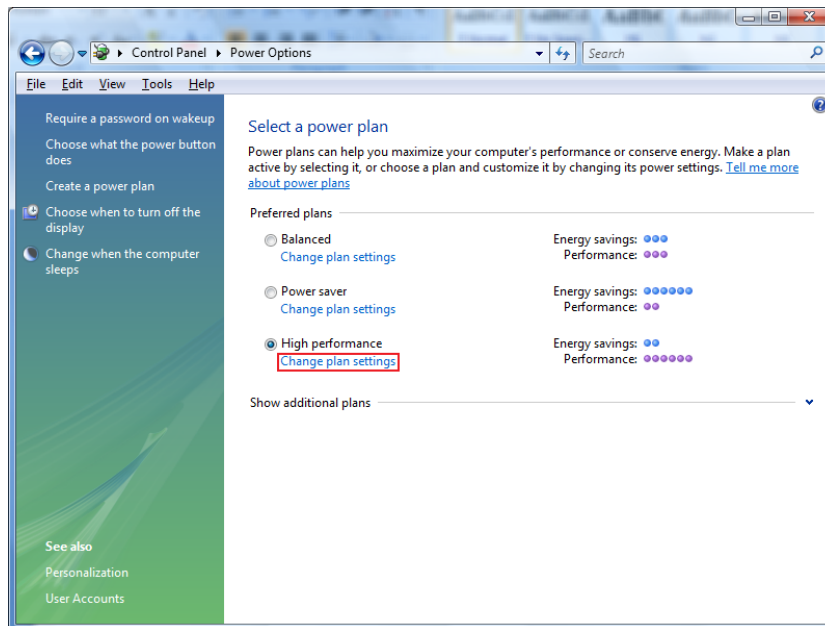 Control Panel ▸ Power Options
Search
File Edit View Tools Help
Require a password on wakeup
Choose what the power button
does
Create a power plan
Choose when to turn off the
display
Change when the computer
sleeps
See also
Personalization
User Accounts
Select a power plan
Power plans can help you maximize your computer's performance or conserve energy. Make a plan
active by selecting it, or choose a plan and customize it by changing its power settings. Tell me more
about power plans
Preferred plans
Balanced
Energy savings:
Change plan settings
Performance:
Power saver
Energy savings:
Change plan settings
Performance:
High performance
Energy savings:
Change plan settings
Performance:
Show additional plans